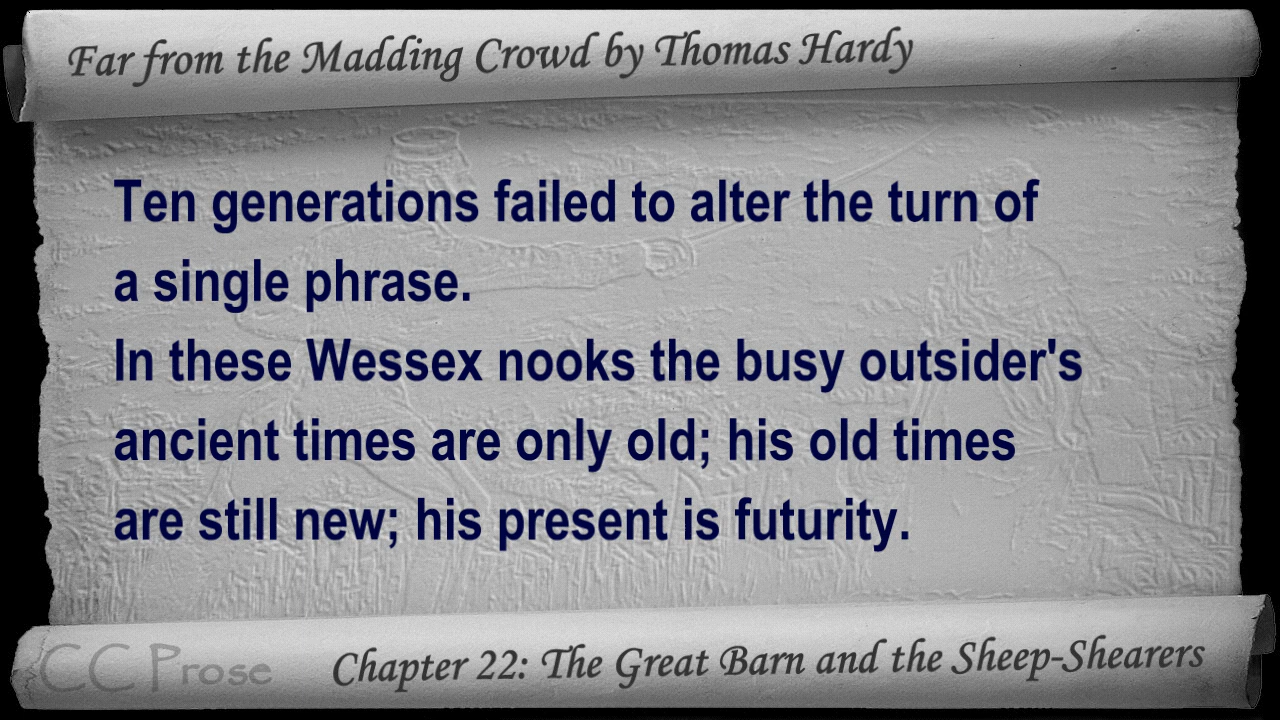 Far from the Madding Crowd by Thomas Hardy
Ten generations failed to alter the turn of
a single phrase.
In these Wessex nooks the busy outsider's
ancient times are only old; his old times
are still new; his present is futurity.
CC Prose
Chapter 22: The Great Barn and the Sheep-Shearers